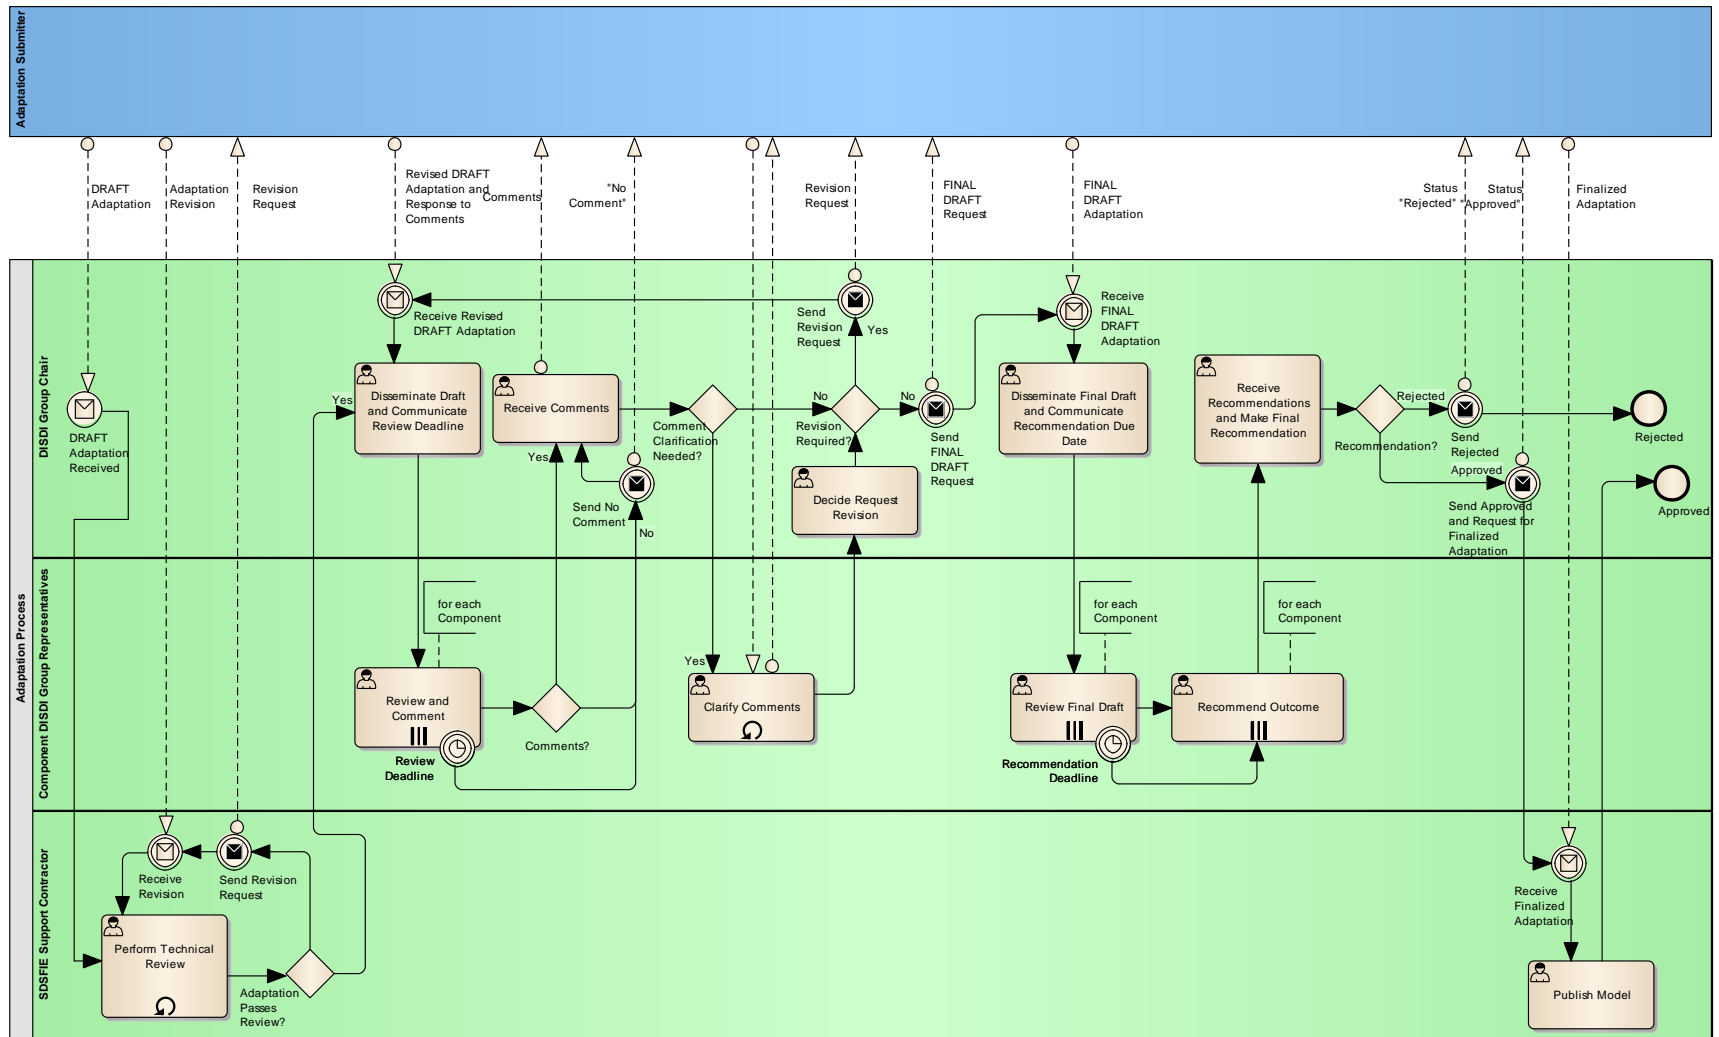 Adaptation Submitter
DRAFT
Adaptation
Adaptation
Revision
Revision
Request
Revised DRAFT
Adaptation and
Response to
Comments
Comments
"No
Comment"
Revision
Request
FINAL
DRAFT
Request
FINAL
DRAFT
Adaptation
Status
"Rejected"
Status
"Approved"
Finalized
Adaptation
Adaptation Process
DISDI Group Chair
DRAFT
Adaptation
Received
Receive Revised
DRAFT Adaptation
Yes
Disseminate Draft
and Communicate
Review Deadline
Receive Comments
Yes
Send No
Comment
No
Comment
Clarification
Needed?
No
Send
Revision
Request
Yes
Revision
Required?
No
Decide Request
Revision
Send
FINAL
DRAFT
Request
Receive
FINAL
DRAFT
Adaptation
Disseminate Final Draft
and Communicate
Recommendation Due
Date
Receive
Recommendations
and Make Final
Recommendation
Recommendation?
Rejected
Send
Rejected
Approved
Send Approved
and Request for
Finalized
Adaptation
Rejected
Approved
Component DISDI Group Representatives
for each
Component
Review and
Comment
Review
Deadline
Comments?
Yes
Clarify Comments
for each
Component
Review Final Draft
Recommendation
Deadline
for each
Component
Recommend Outcome
SDSFIE Support Contractor
Receive
Revision
Send Revision
Request
Perform Technical
Review
Adaptation
Passes
Review?
Receive
Finalized
Adaptation
Publish Model